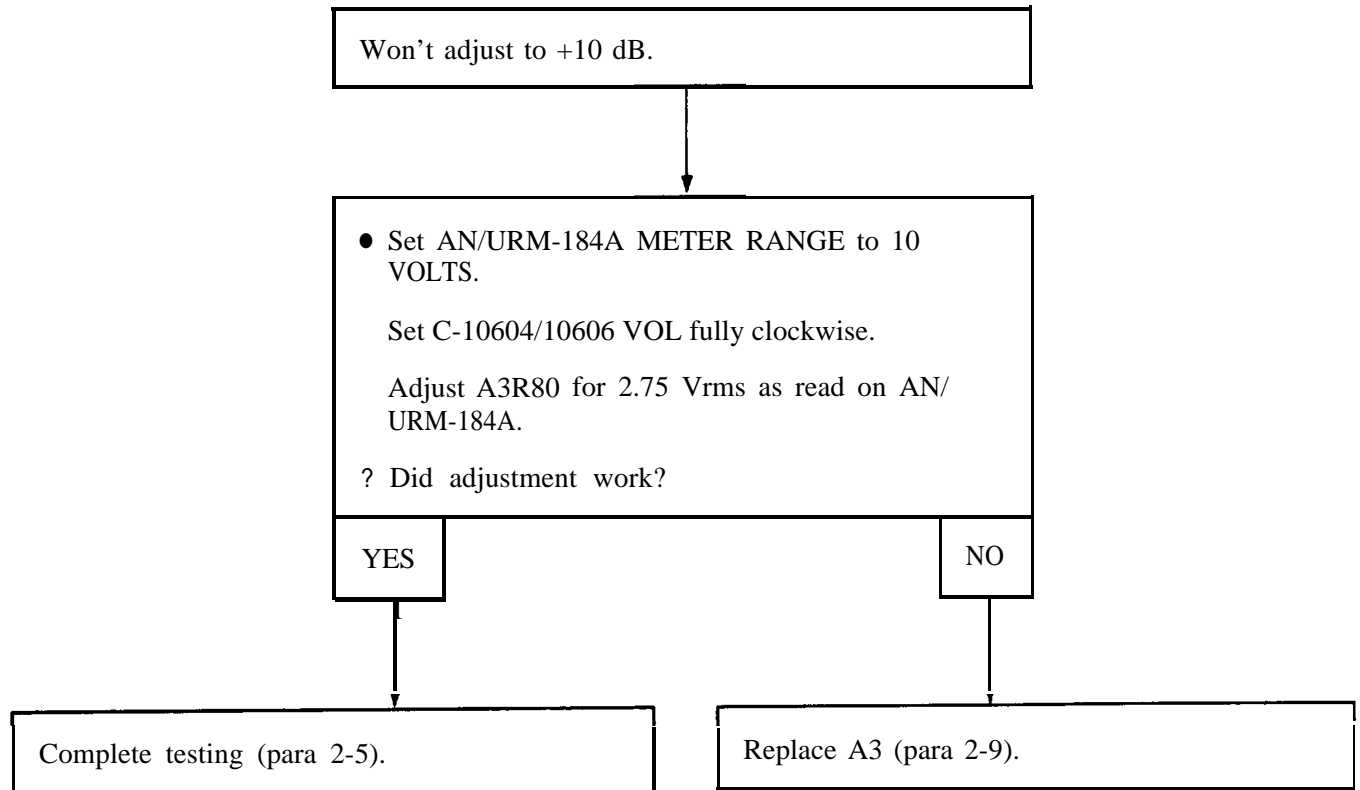 Won't adjust to +10 dB.
● Set AN/URM-184A METER RANGE to 10
VOLTS.
Set C-10604/10606 VOL fully clockwise.
Adjust A3R80 for 2.75 Vrms as read on AN/
URM-184A.
? Did adjustment work?
YES
NO
Complete testing (para 2-5).
Replace A3 (para 2-9).